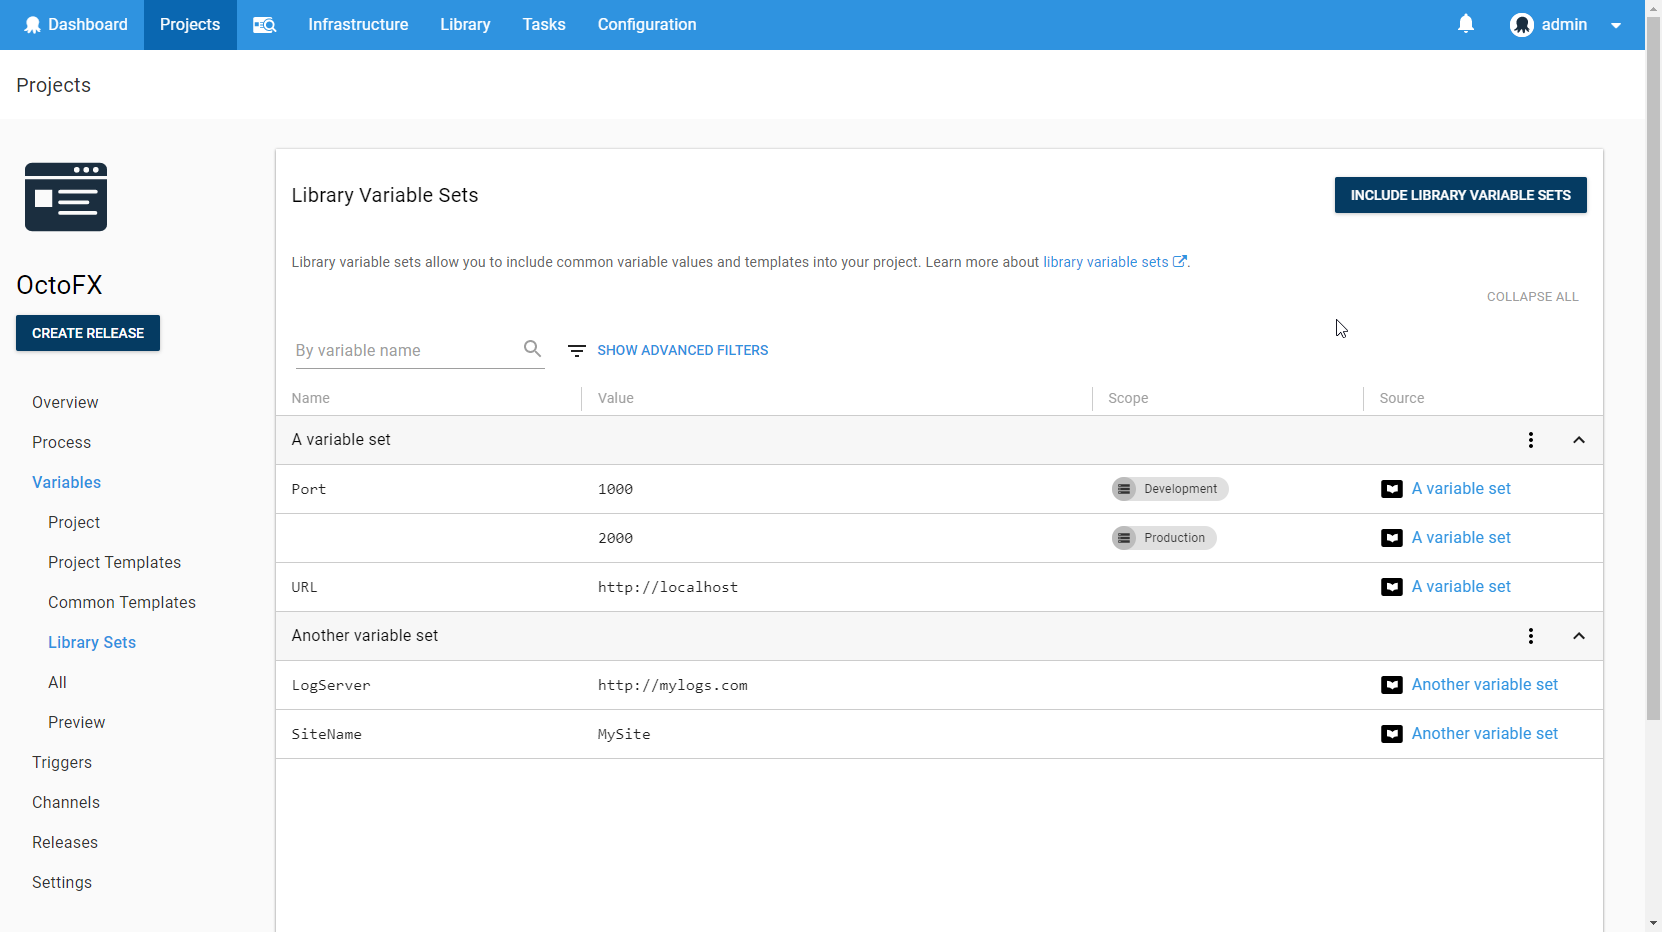 Dashboard Projects Infrastructure Library Tasks Configuration admin
Projects
OctoFX
CREATE RELEASE
Overview
Process
Variables
Project
Project Templates
Common Templates
Library Sets
All
Preview
Triggers
Channels
Releases
Settings
Library Variable Sets
INCLUDE LIBRARY VARIABLE SETS
Library variable sets allow you to include common variable values and templates into your project. Learn more about library variable sets.
COLLAPSE ALL
By variable name SHOW ADVANCED FILTERS
Name Value Scope Source
A variable set
Port 1000 Development A variable set
2000 Production A variable set
URL http://localhost A variable set
Another variable set
LogServer http://mylogs.com Another variable set
SiteName MySite Another variable set